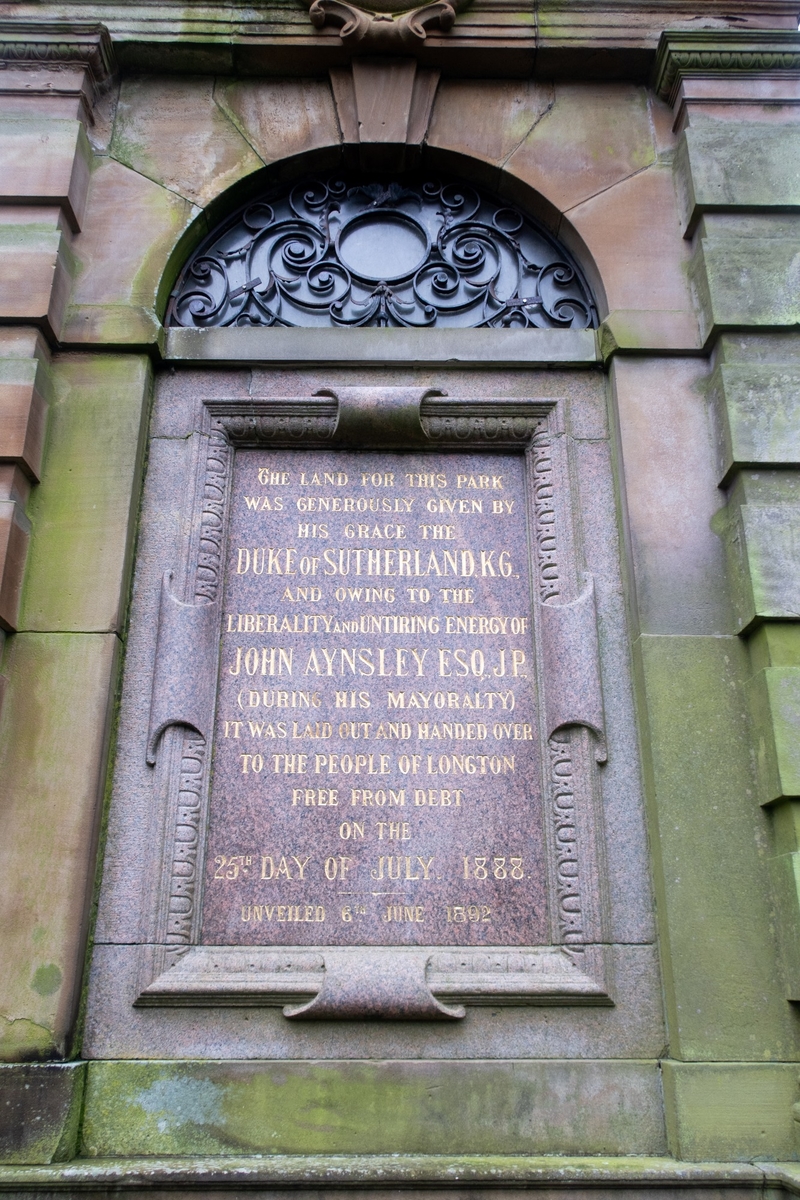 THE LAND FOR THIS PARK
WAS GENEROUSLY GIVEN BY
HIS GRACE THE
DUKE OF SUTHERLAND, K.G.,
AND OWING TO THE
LIBERALITY AND UNTIRING ENERGY OF
JOHN AYNSLEY ESQ., J.P.,
(DURING HIS MAYORALTY)
IT WAS LAID OUT AND HANDED OVER
TO THE PEOPLE OF LONGTON
FREE FROM DEBT
ON THE
25TH DAY OF JULY. 1888.
UNVEILED 6TH JUNE 1892